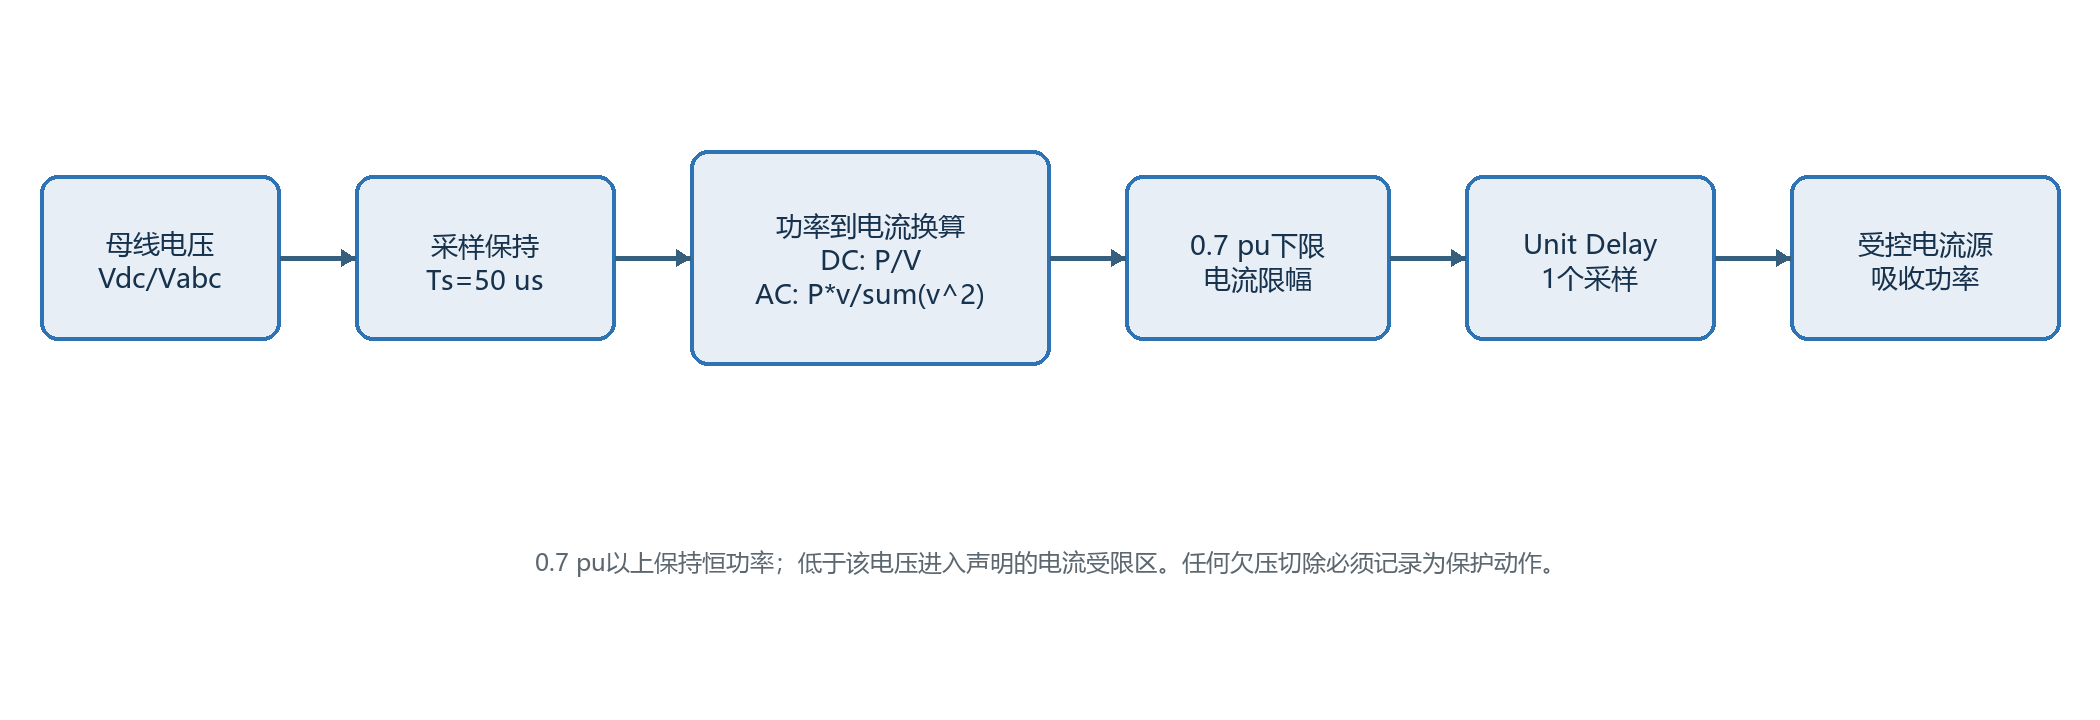 母线电压
Vdc/Vabc
采样保持
Ts=50 us
功率到电流换算
DC: P/V
AC: P*v/sum(v^2)
0.7 pu下限
电流限幅
Unit Delay
1个采样
受控电流源
吸收功率
0.7 pu以上保持恒功率；低于该电压进入声明的电流受限区。任何欠压切除必须记录为保护动作。